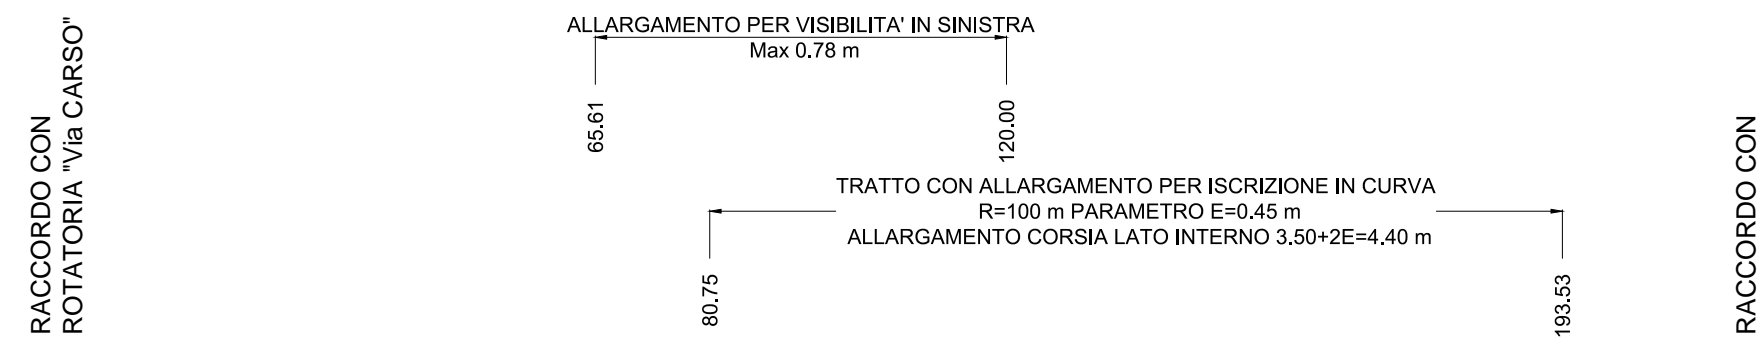 RACCORDO CON
ROTATORIA "Via CARSO"
ALLARGAMENTO PER VISIBILITA' IN SINISTRA
Max 0.78 m
65.61
120.00
TRATTO CON ALLARGAMENTO PER ISCRIZIONE IN CURVA
R=100 m PARAMETRO E=0.45 m
ALLARGAMENTO CORSIA LATO INTERNO 3.50+2E=4.40 m
80.75
193.53
RACCORDO CON